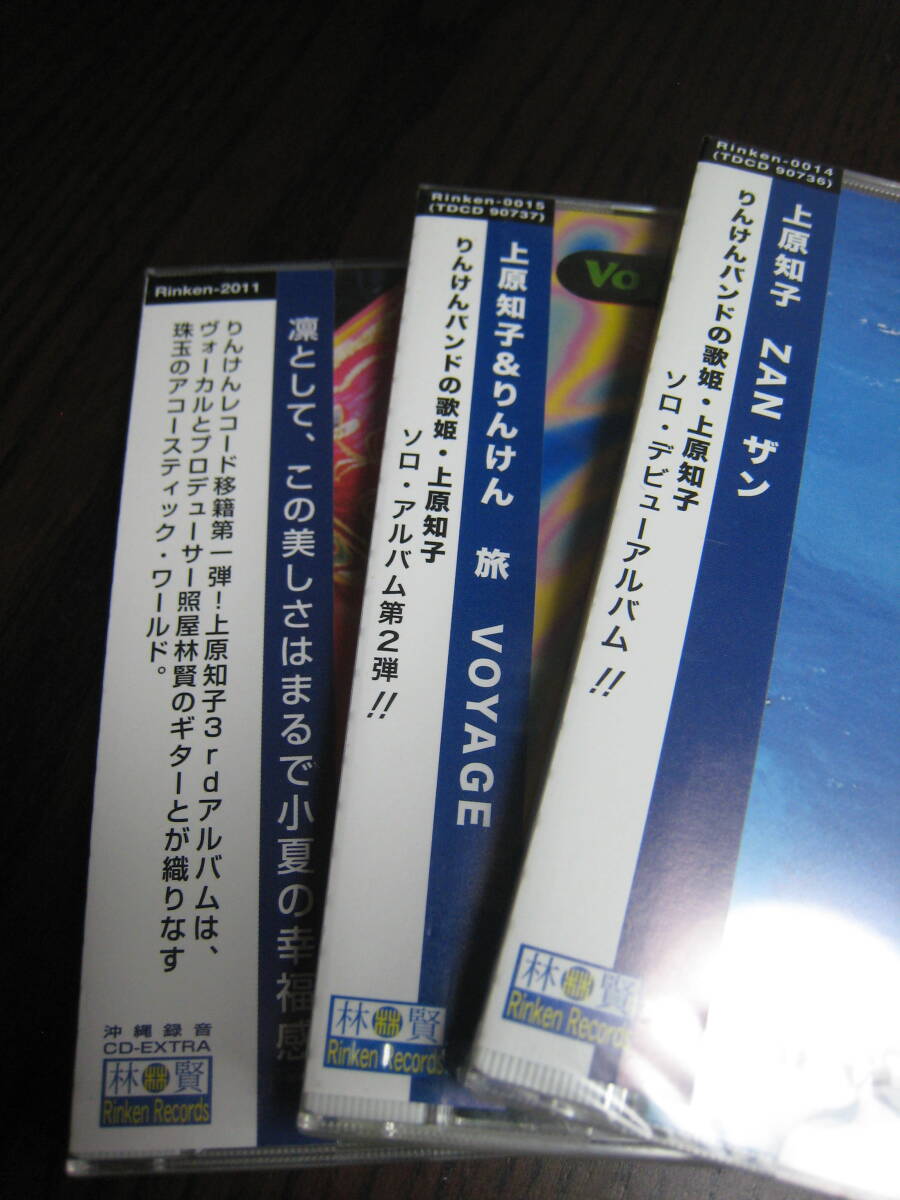 Rinken-2011
凛として、この美しさはまるで小夏の幸福感
りんけんレコード移籍第一弾!上原知子3rdアルバムは、
ヴォーカルとプロデューサー照屋林賢のギターとが織りなす
珠玉のアコースティック・ワールド。
沖縄録音
CD-EXTRA
林賢
Rinken Records
Rinken-0015
(TDCD 90737)
Vo
上原知子&りんけん 旅 VOYAGE
りんけんバンドの歌姫・上原知子
ソロ・アルバム第2弾!!
林賢
Rinken Records
Rinken-0014
(TDCD 90736)
上原知子 ZAN ザン
りんけんバンドの歌姫・上原知子
ソロ・デビューアルバム!!
林賢
Rinken Records